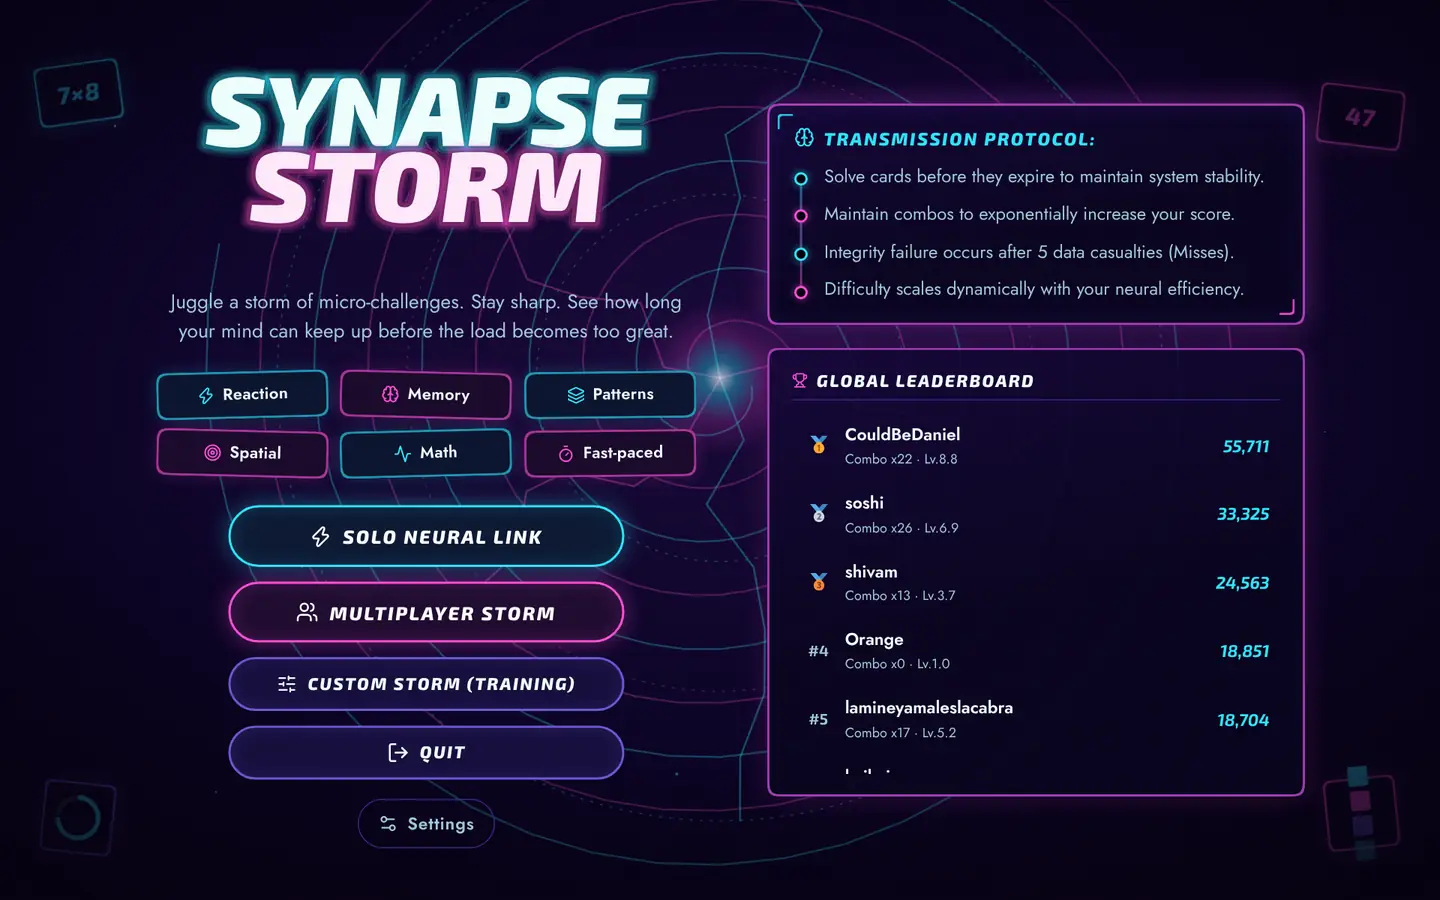 7×8
SYNAPSE
STORM
Juggle a storm of micro-challenges. Stay sharp. See how long
your mind can keep up before the load becomes too great.
Reaction
Memory
Patterns
Spatial
Math
Fast-paced
SOLO NEURAL LINK
MULTIPLAYER STORM
CUSTOM STORM (TRAINING)
QUIT
Settings
47
TRANSMISSION PROTOCOL:
Solve cards before they expire to maintain system stability.
Maintain combos to exponentially increase your score.
Integrity failure occurs after 5 data casualties (Misses).
Difficulty scales dynamically with your neural efficiency.
GLOBAL LEADERBOARD
1 CouldBeDaniel 55,711
Combo x22 · Lv.8.8
2 soshi 33,325
Combo x26 · Lv.6.9
3 shivam 24,563
Combo x13 · Lv.3.7
#4 Orange 18,851
Combo x0 · Lv.1.0
#5 lamineyamaleslacabra 18,704
Combo x17 · Lv.5.2